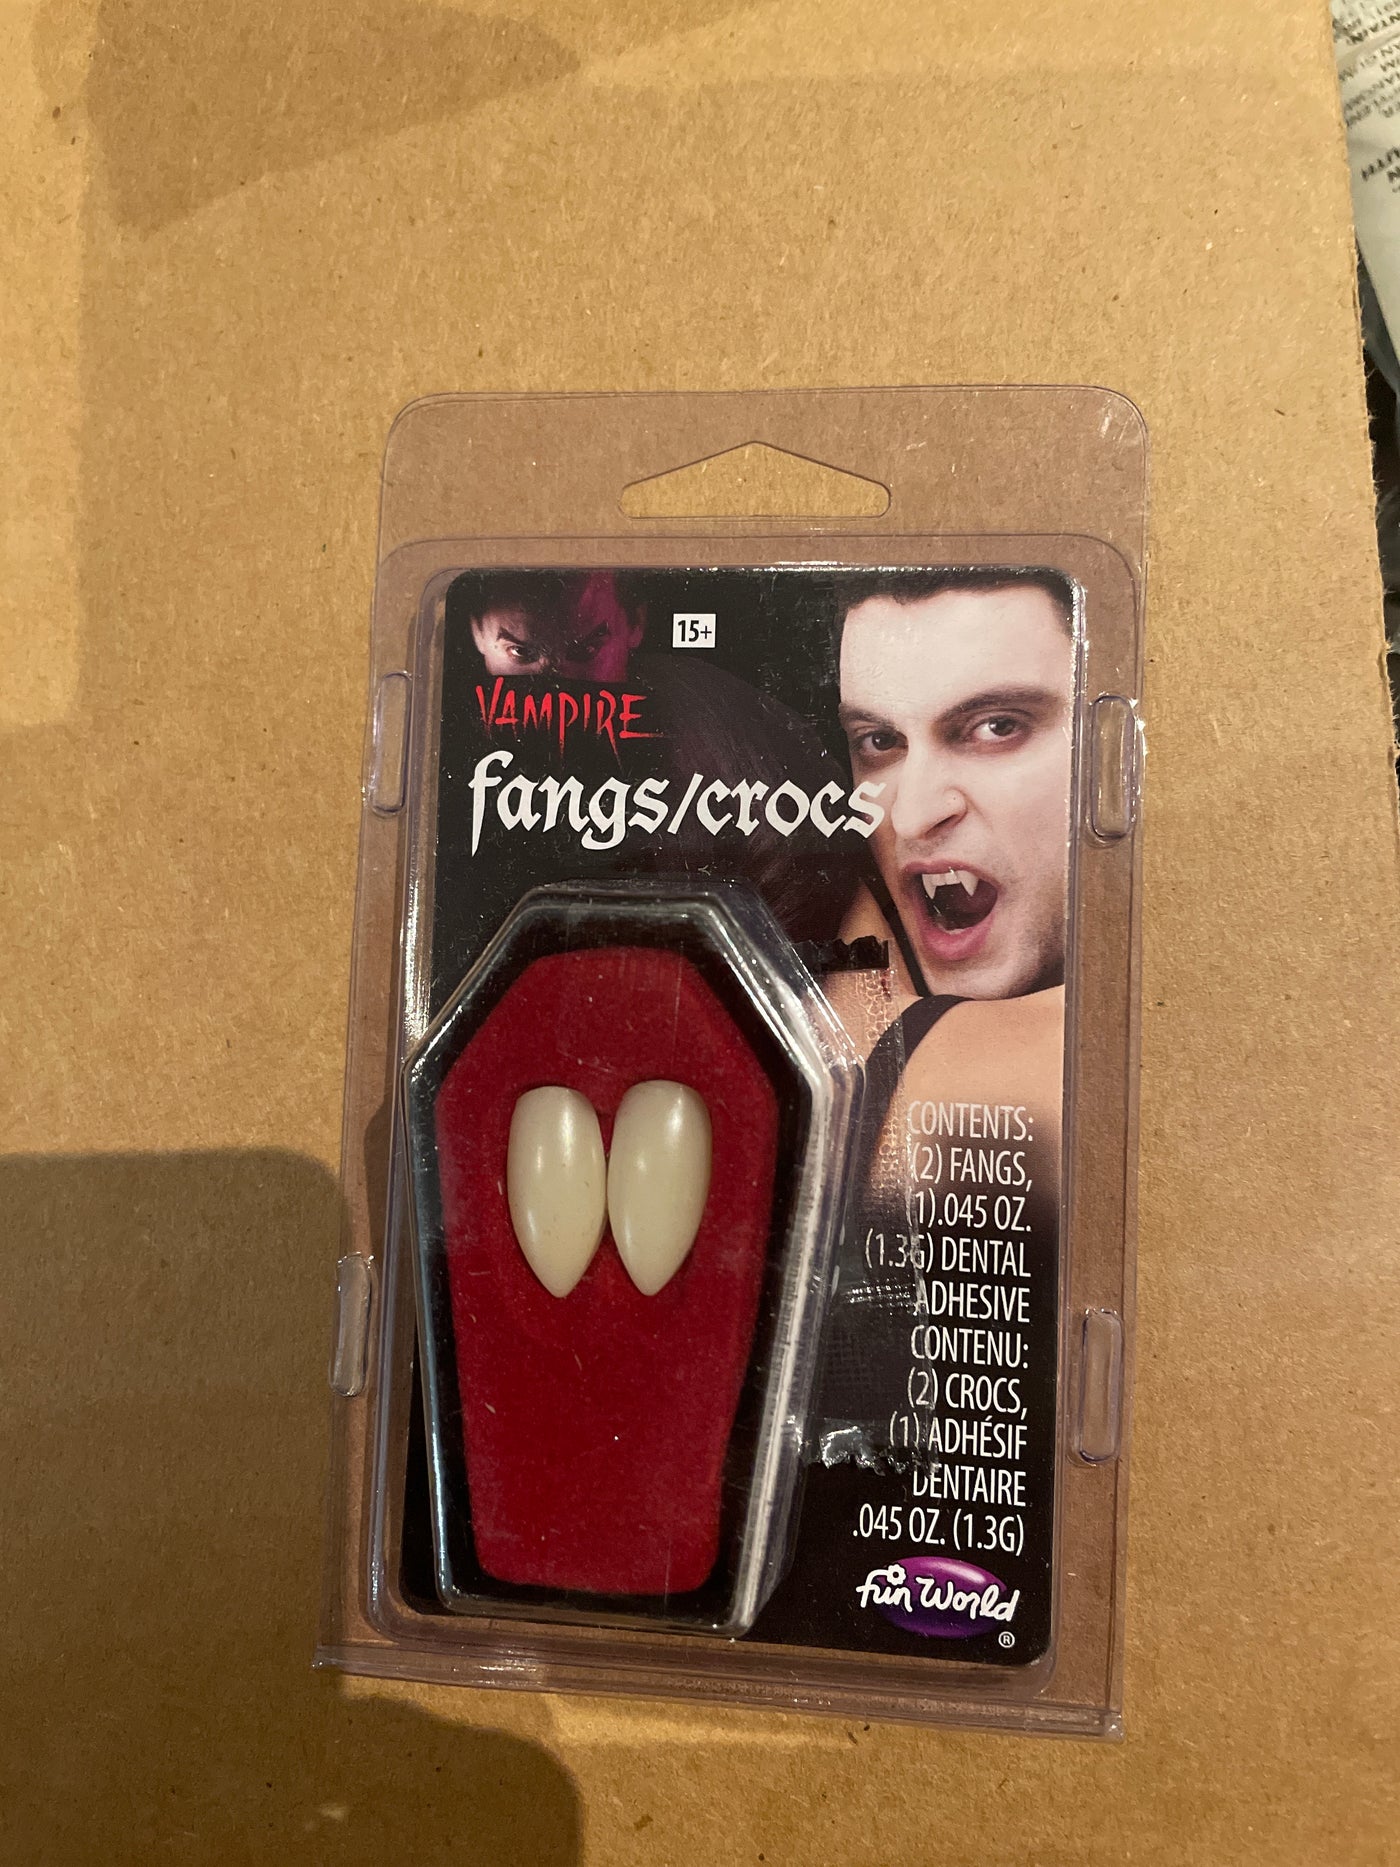 15+
VAMPIRE
fangs/crocs
CONTENTS:
(2) FANGS,
(1).045 OZ.
(1.3G) DENTAL
ADHESIVE
CONTENU:
(2) CROCS,
(1) ADHÉSIF
DENTAIRE
.045 OZ. (1.3G)
fun World
®